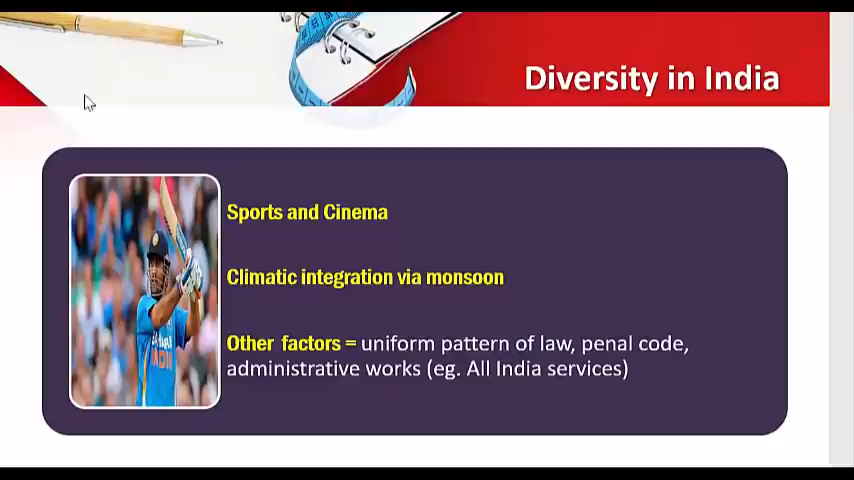 Diversity in India
Sports and Cinema
Climatic integration via monsoon
Other factors = uniform pattern of law, penal code,
administrative works (eg. All India services)